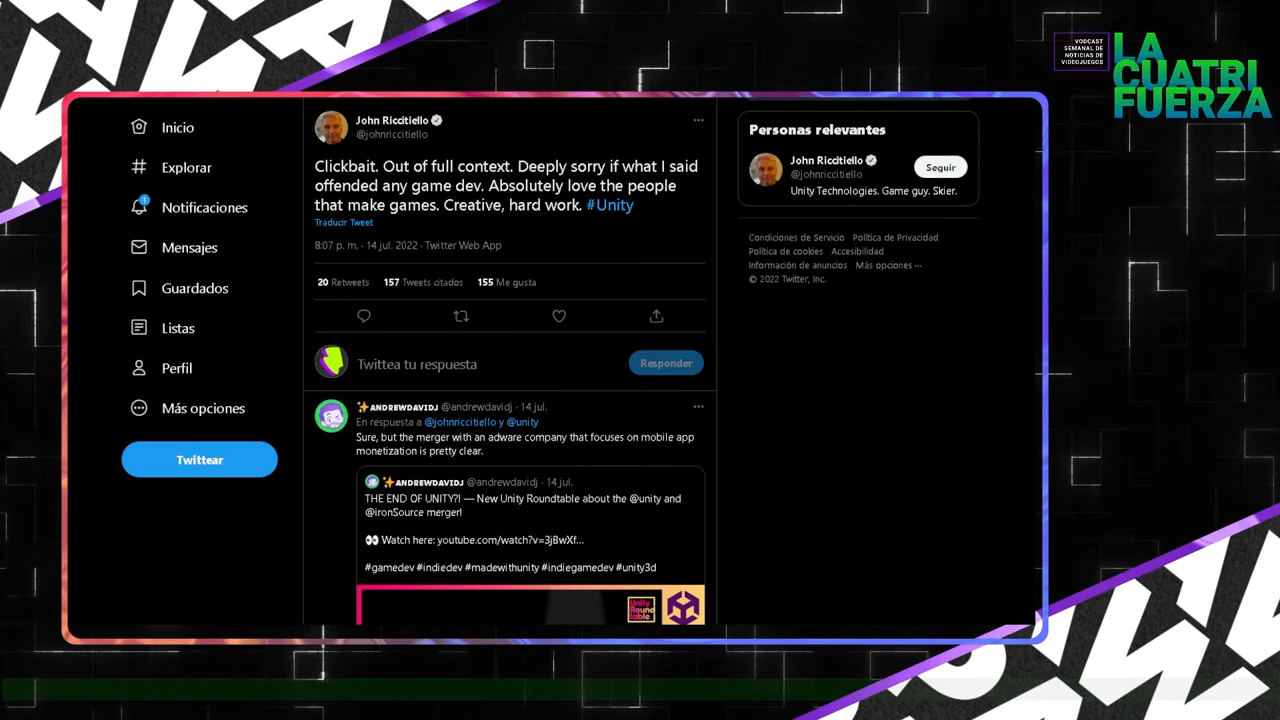 VODCAST
SEMANAL DE
NOTICIAS DE
VIDEOJUEGOS
LA
CUATRI
FUERZA
Inicio
Explorar
1
Notificaciones
Mensajes
Guardados
Listas
Perfil
Más opciones
Twittear
John Riccitiello
@johnriccitiello
Clickbait. Out of full context. Deeply sorry if what I said
offended any game dev. Absolutely love the people
that make games. Creative, hard work. #Unity
Traducir Tweet
8:07 p. m. · 14 jul. 2022 · Twitter Web App
20 Retweets 157 Tweets citados 155 Me gusta
Twittea tu respuesta
Responder
✨ANDREWDAVIDJ @andrewdavidj · 14 jul.
En respuesta a @johnriccitiello y @unity
Sure, but the merger with an adware company that focuses on mobile app
monetization is pretty clear.
✨ANDREWDAVIDJ @andrewdavidj · 14 jul.
THE END OF UNITY?! — New Unity Roundtable about the @unity and
@ironSource merger!
👀 Watch here: youtube.com/watch?v=3jBwXf...
#gamedev #indiedev #madewithunity #indiegamedev #unity3d
Unity
Round
table
Personas relevantes
John Riccitiello
@johnriccitiello
Seguir
Unity Technologies. Game guy. Skier.
Condiciones de Servicio Política de Privacidad
Política de cookies Accesibilidad
Información de anuncios Más opciones ···
© 2022 Twitter, Inc.